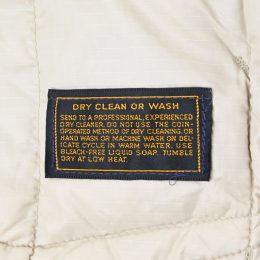 DRY CLEAN OR WASH
SEND TO A PROFESSIONAL, EXPERIENCED
DRY CLEANER. DO NOT USE THE COIN-
OPERATED METHOD OF DRY CLEANING, OR
HAND WASH OR MACHINE WASH ON DEL-
ICATE CYCLE IN WARM WATER. USE
BLEACH-FREE LIQUID SOAP. TUMBLE
DRY AT LOW HEAT.